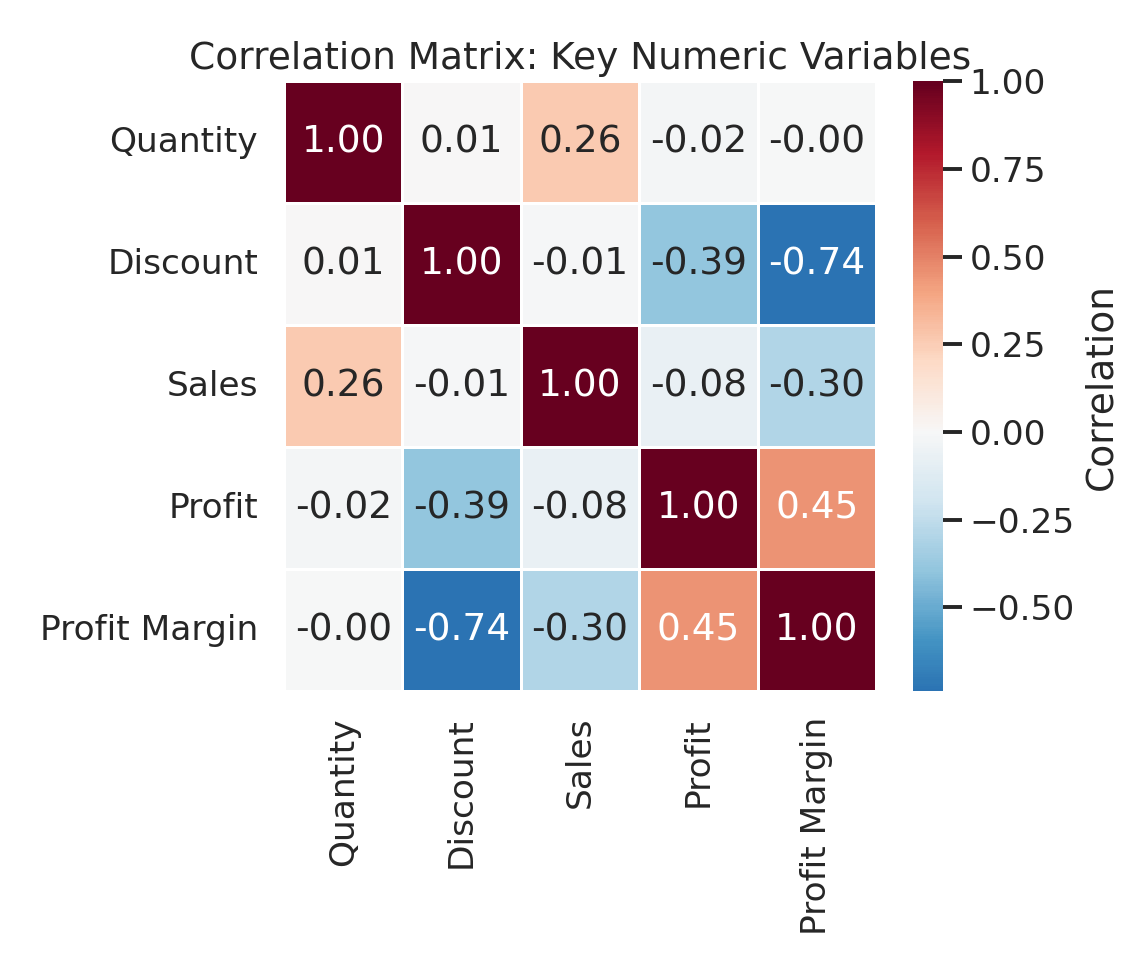 Correlation Matrix: Key Numeric Variables
Quantity 1.00 0.01 0.26 -0.02 -0.00
Discount 0.01 1.00 -0.01 -0.39 -0.74
Sales 0.26 -0.01 1.00 -0.08 -0.30
Profit -0.02 -0.39 -0.08 1.00 0.45
Profit Margin -0.00 -0.74 -0.30 0.45 1.00
Quantity
Discount
Sales
Profit
Profit Margin
1.00
0.75
0.50
0.25
0.00
−0.25
−0.50
Correlation